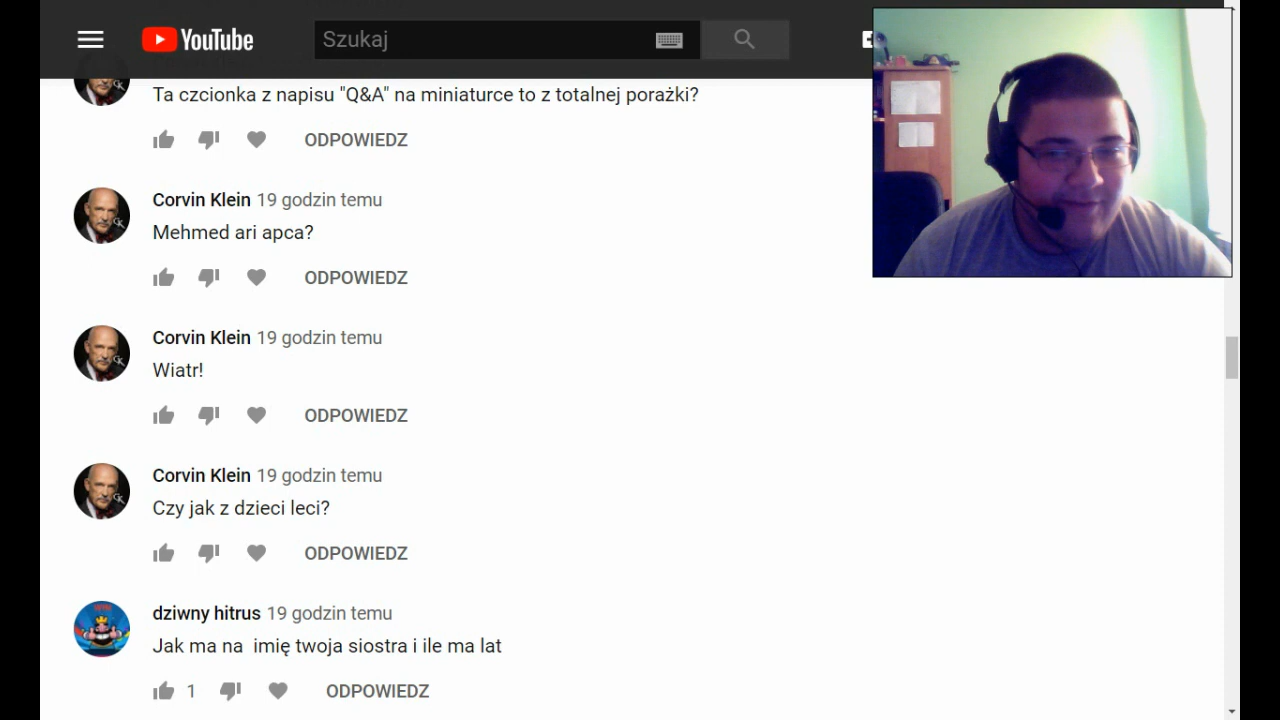 YouTube
Szukaj
Ta czcionka z napisu "Q&A" na miniaturce to z totalnej porażki?
ODPOWIEDZ
Corvin Klein 19 godzin temu
Mehmed ari apca?
ODPOWIEDZ
Corvin Klein 19 godzin temu
Wiatr!
ODPOWIEDZ
Corvin Klein 19 godzin temu
Czy jak z dzieci leci?
ODPOWIEDZ
dziwny hitrus 19 godzin temu
Jak ma na imię twoja siostra i ile ma lat
1 ODPOWIEDZ